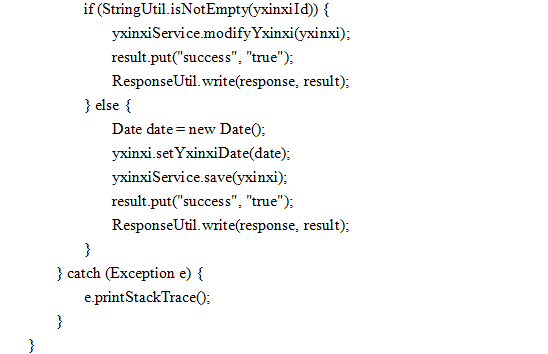 if (StringUtil.isNotEmpty(yxinxiId)) {
yxinxiService.modifyYxinxi(yxinxi);
result.put("success", "true");
ResponseUtil.write(response, result);
} else {
Date date = new Date();
yxinxi.setYxinxiDate(date);
yxinxiService.save(yxinxi);
result.put("success", "true");
ResponseUtil.write(response, result);
}
} catch (Exception e) {
e.printStackTrace();
}
}